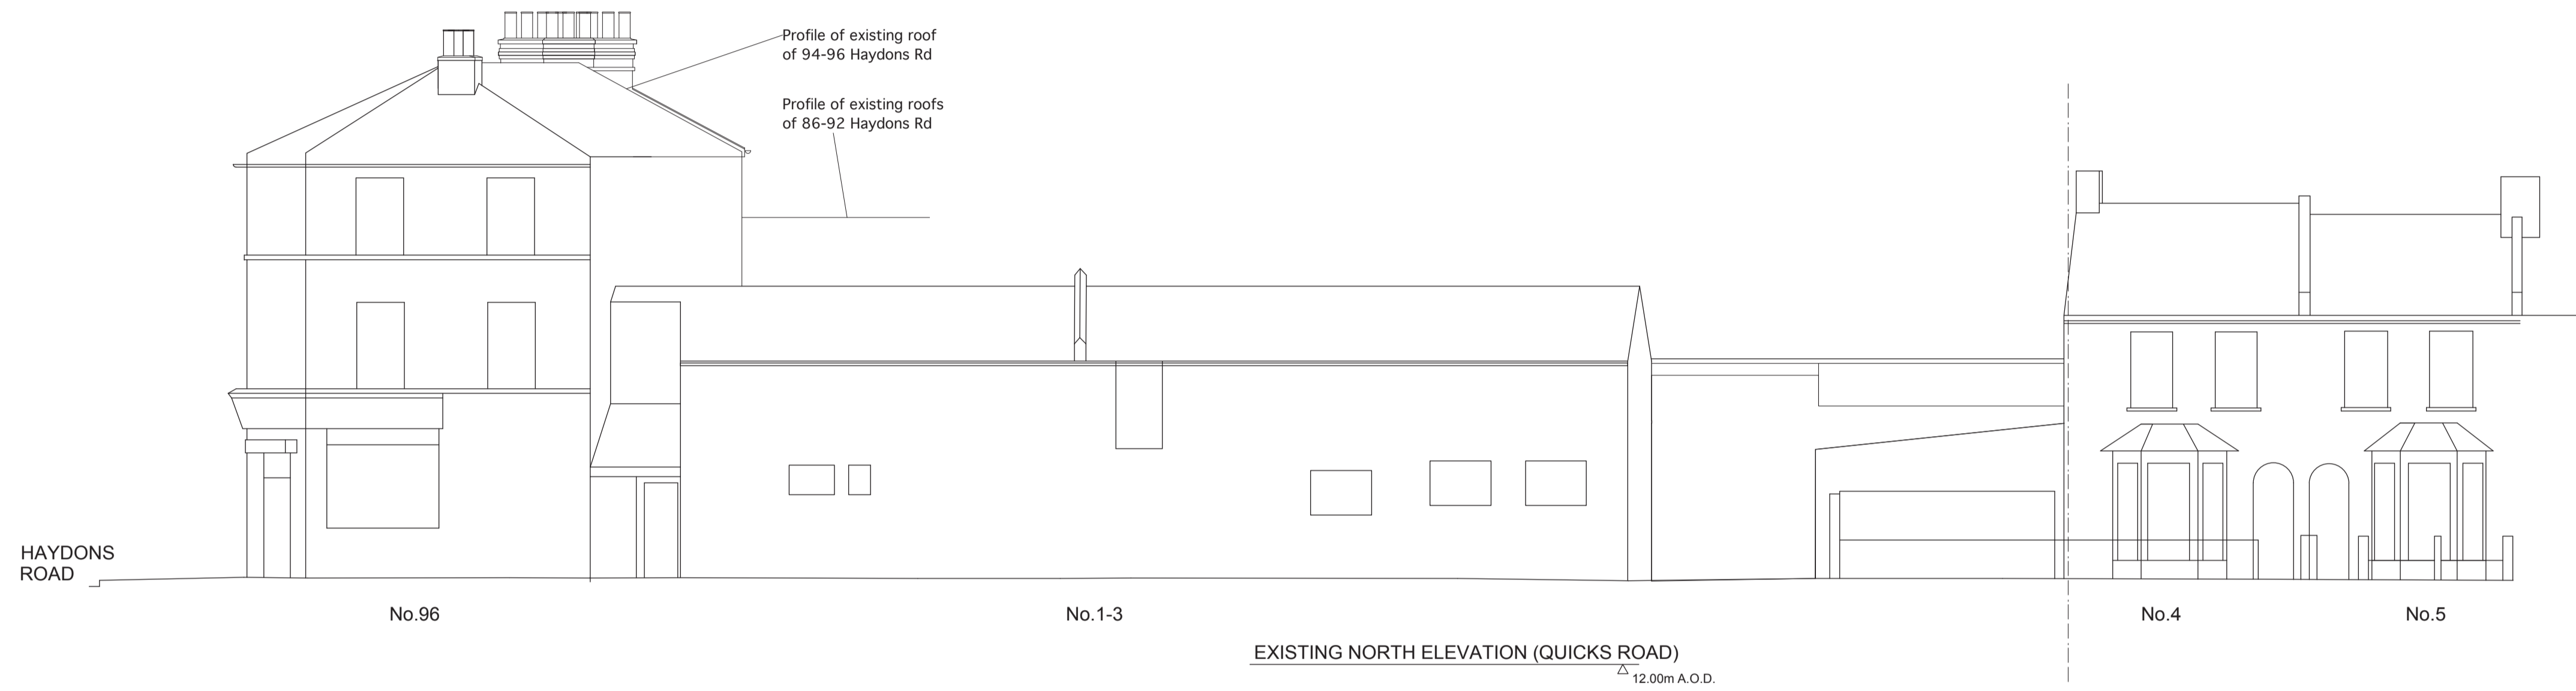 Profile of existing roof
of 94-96 Haydons Rd
Profile of existing roofs
of 86-92 Haydons Rd
HAYDONS
ROAD
No.96
No.1-3
No.4
No.5
EXISTING NORTH ELEVATION (QUICKS ROAD)
12.00m A.O.D.